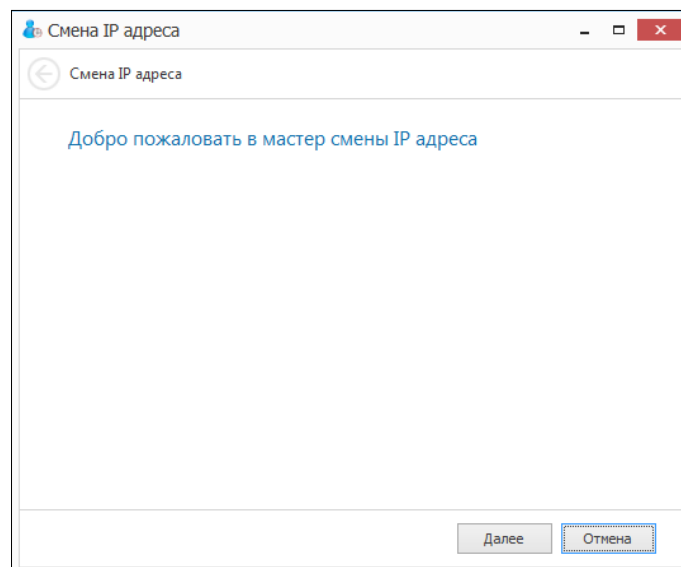 Смена IP адреса
Смена IP адреса
Добро пожаловать в мастер смены IP адреса
Далее
Отмена